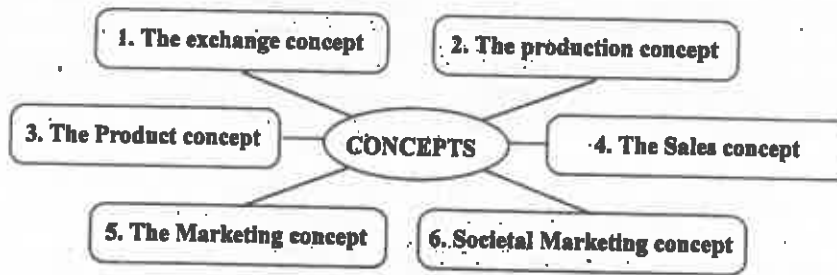 1. The exchange concept
2. The production concept
3. The Product concept
CONCEPTS
4. The Sales concept
5. The Marketing concept
6. Societal Marketing concept